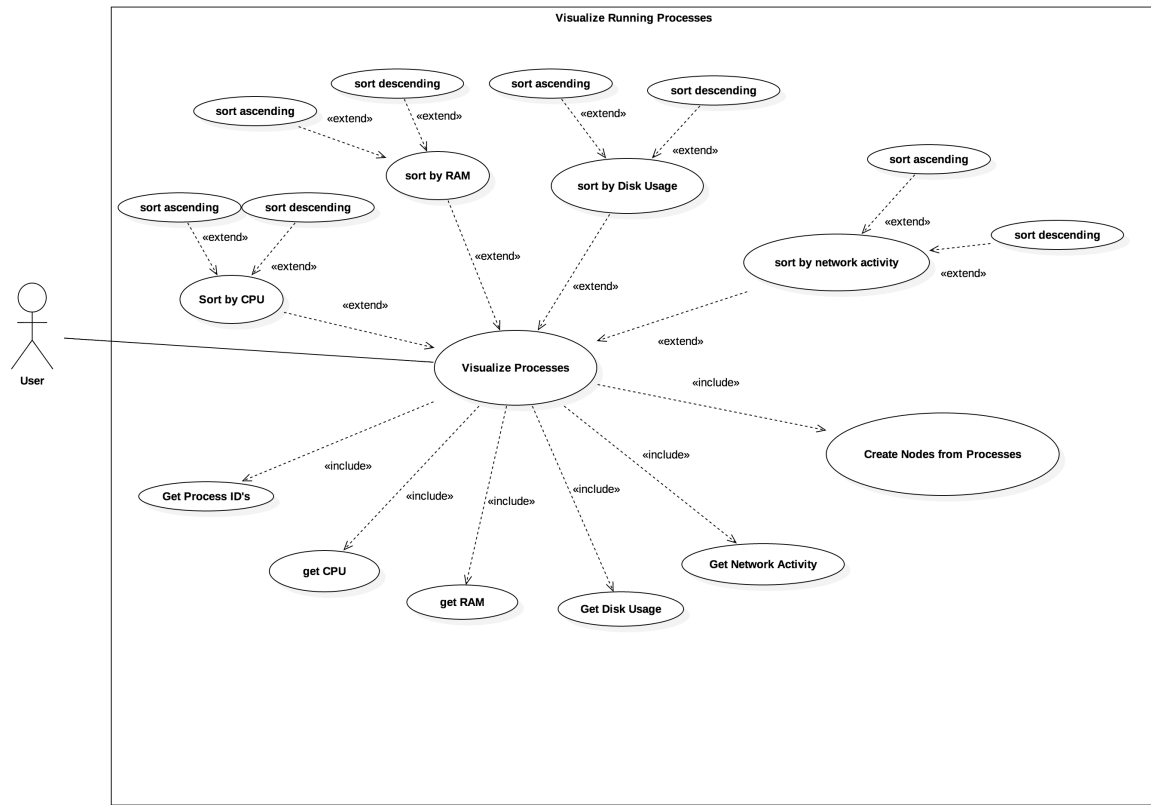 Visualize Running Processes
sort descending
sort ascending
sort ascending
sort descending
«extend»
«extend»
«extend»
«extend»
sort by RAM
sort by Disk Usage
sort ascending
sort ascending
sort descending
«extend»
«extend»
«extend»
sort descending
sort by network activity
«extend»
«extend»
«extend»
«extend»
Sort by CPU
«extend»
«extend»
User
Visualize Processes
«include»
Create Nodes from Processes
«include»
«include»
«include»
«include»
«include»
Get Process ID's
get CPU
get RAM
Get Disk Usage
Get Network Activity